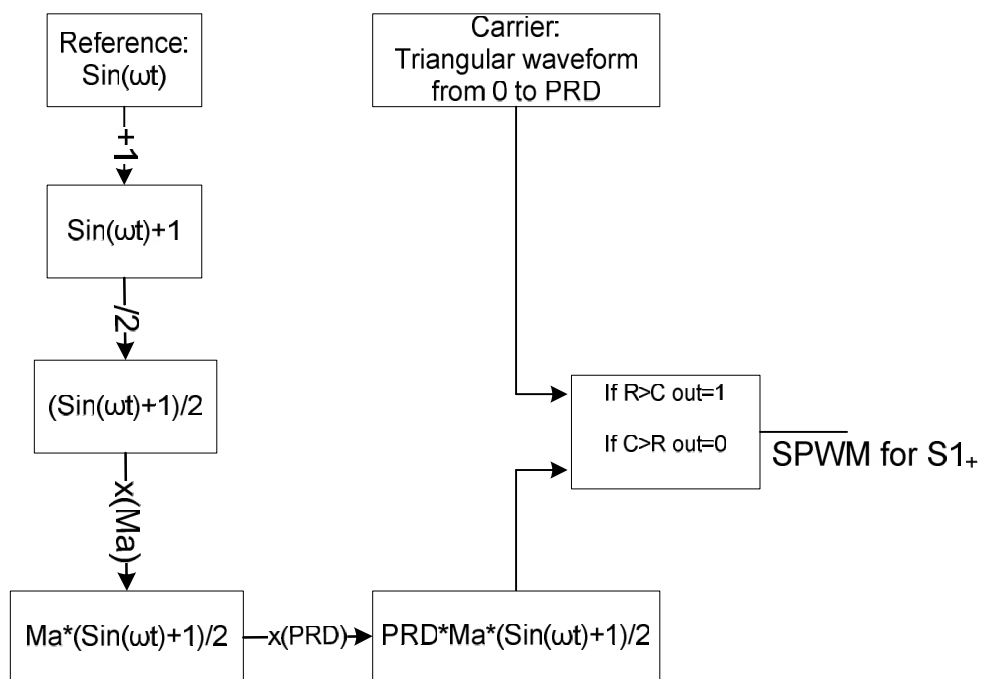 Reference:
Sin(ωt)
+1
Sin(ωt)+1
/2
(Sin(ωt)+1)/2
x(Ma)
Ma*(Sin(ωt)+1)/2
x(PRD)
PRD*Ma*(Sin(ωt)+1)/2
Carrier:
Triangular waveform
from 0 to PRD
If R>C out=1
If C>R out=0
SPWM for S1₊